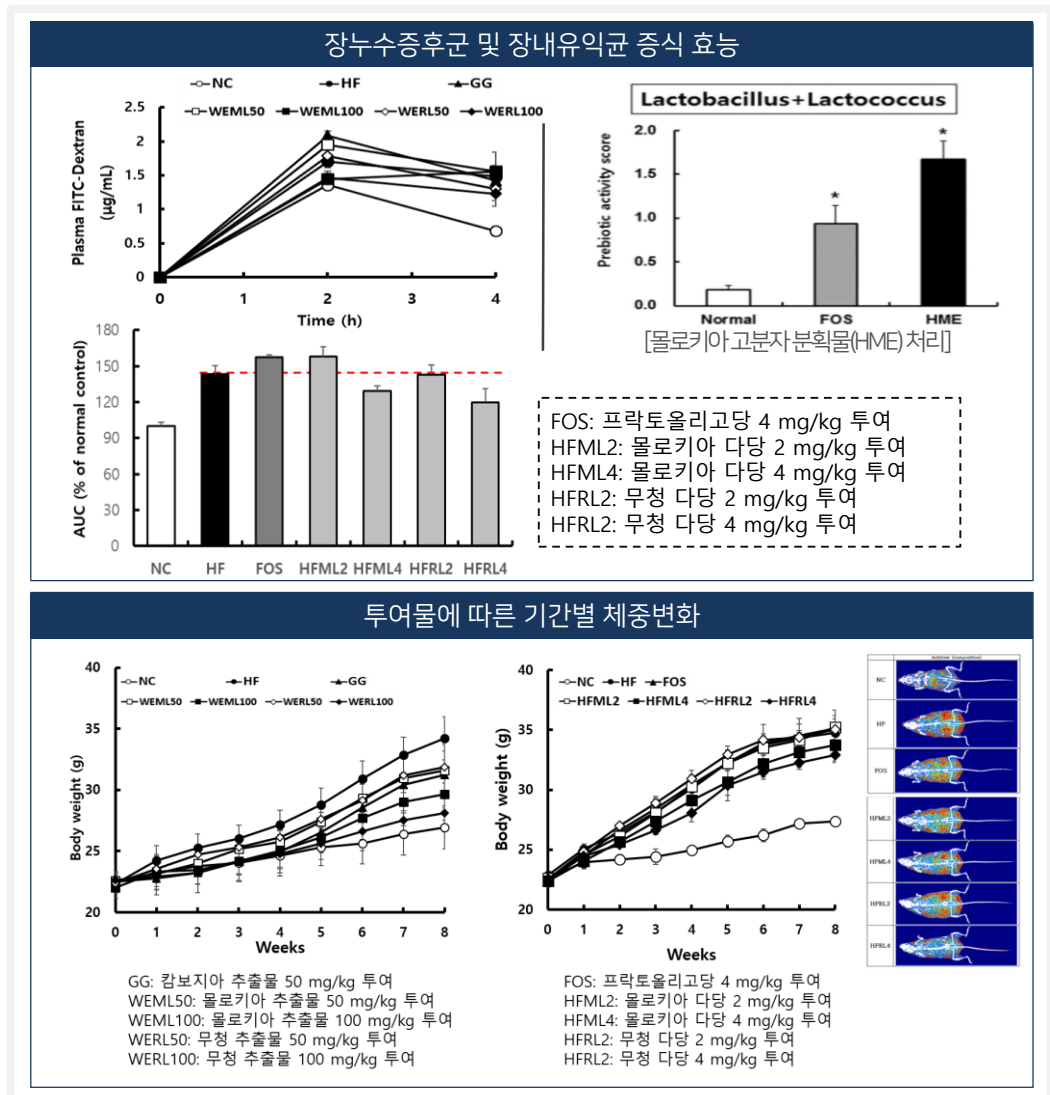 장누수증후군 및 장내유익균 증식 효능
NC HF GG
WEML50 WEML100 WERL50 WERL100
Plasma FITC-Dextran
(μg/mL)
2.5
2
1.5
1
0.5
0
0 1 2 3 4
Time (h)
Lactobacillus+Lactococcus
Prebiotic activity score
2.0
1.5
1.0
0.5
0.0
* *
Normal FOS HME
[몰로키아 고분자 분획물(HME) 처리]
AUC (% of normal control)
180
150
120
90
60
30
0
NC HF FOS HFML2 HFML4 HFRL2 HFRL4
FOS: 프락토올리고당 4 mg/kg 투여
HFML2: 몰로키아 다당 2 mg/kg 투여
HFML4: 몰로키아 다당 4 mg/kg 투여
HFRL2: 무청 다당 2 mg/kg 투여
HFRL2: 무청 다당 4 mg/kg 투여
투여물에 따른 기간별 체중변화
NC HF GG
WEML50 WEML100 WERL50 WERL100
Body weight (g)
40
35
30
25
20
0 1 2 3 4 5 6 7 8
Weeks
GG: 캄보지아 추출물 50 mg/kg 투여
WEML50: 몰로키아 추출물 50 mg/kg 투여
WEML100: 몰로키아 추출물 100 mg/kg 투여
WERL50: 무청 추출물 50 mg/kg 투여
WERL100: 무청 추출물 100 mg/kg 투여
NC HF FOS
HFML2 HFML4 HFRL2 HFRL4
Body weight (g)
40
35
30
25
20
0 1 2 3 4 5 6 7 8
Weeks
FOS: 프락토올리고당 4 mg/kg 투여
HFML2: 몰로키아 다당 2 mg/kg 투여
HFML4: 몰로키아 다당 4 mg/kg 투여
HFRL2: 무청 다당 2 mg/kg 투여
HFRL2: 무청 다당 4 mg/kg 투여
NC
HF
FOS
HFML2
HFML4
HFRL2
HFRL4